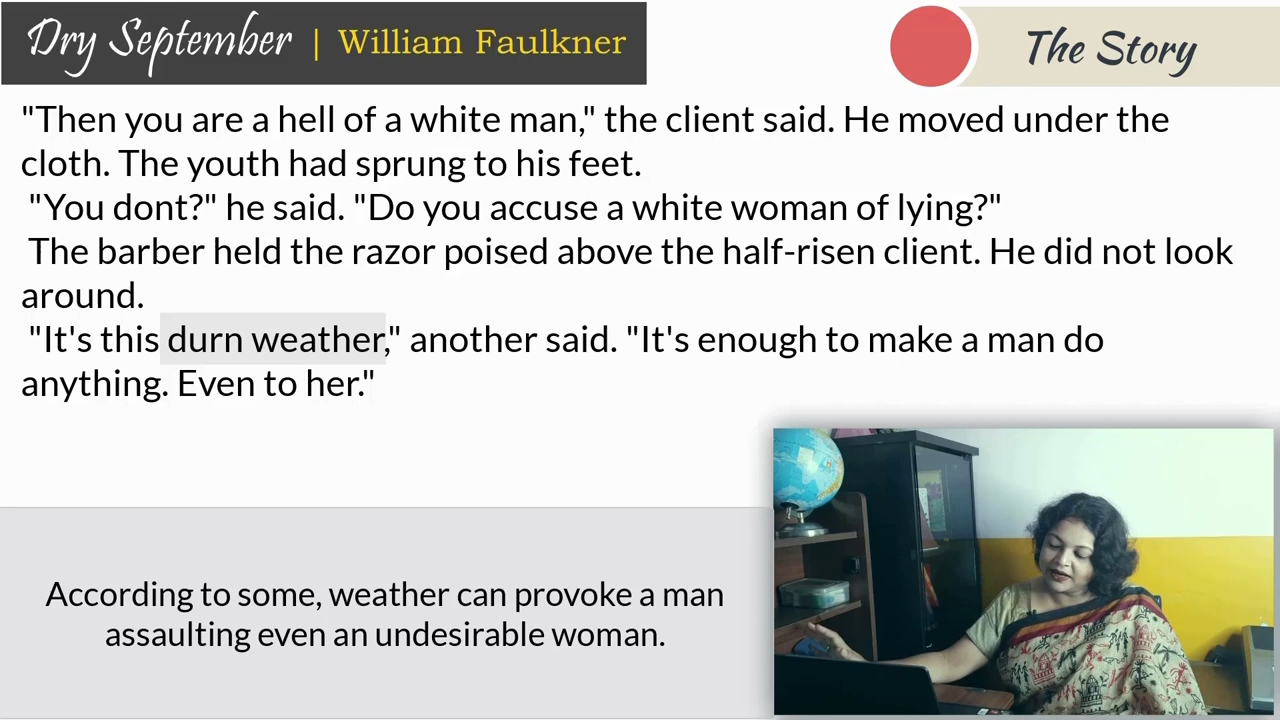 Dry September | William Faulkner
The Story
"Then you are a hell of a white man," the client said. He moved under the
cloth. The youth had sprung to his feet.
"You dont?" he said. "Do you accuse a white woman of lying?"
The barber held the razor poised above the half-risen client. He did not look
around.
"It's this durn weather," another said. "It's enough to make a man do
anything. Even to her."
According to some, weather can provoke a man
assaulting even an undesirable woman.